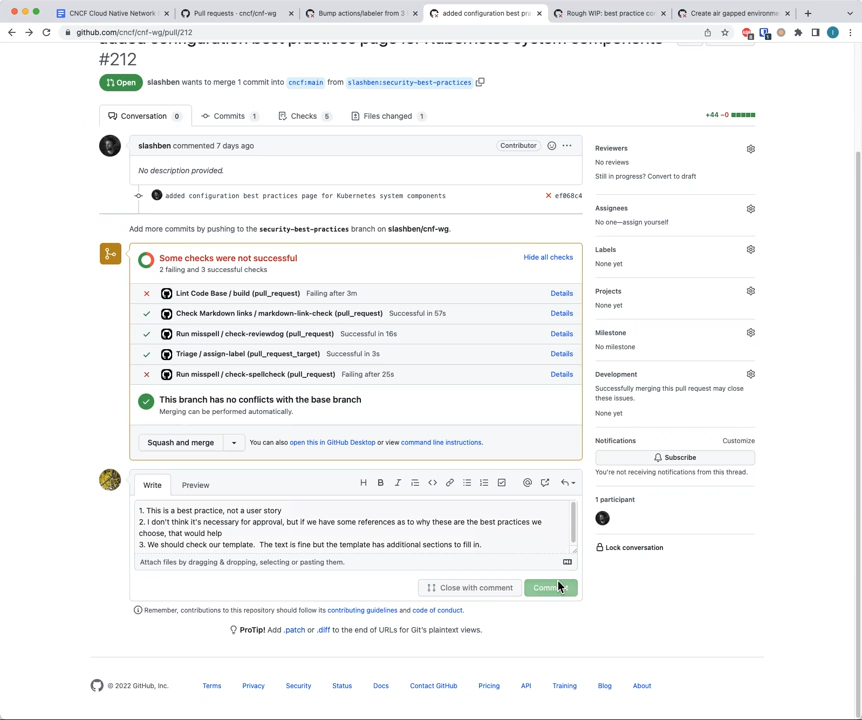 CNCF Cloud Native Network
Pull requests · cncf/cnf-wg
Bump actions/labeler from 3
added configuration best pra
Rough WIP: best practice co
Create air gapped environme
github.com/cncf/cnf-wg/pull/212
added configuration best practices page for Kubernetes system components
#212
Open slashben wants to merge 1 commit into cncf:main from slashben:security-best-practices
Conversation 0 Commits 1 Checks 5 Files changed 1 +44 −0
slashben commented 7 days ago Contributor
No description provided.
added configuration best practices page for Kubernetes system components ef068c4
Add more commits by pushing to the security-best-practices branch on slashben/cnf-wg.
Some checks were not successful Hide all checks
2 failing and 3 successful checks
Lint Code Base / build (pull_request) Failing after 3m Details
Check Markdown links / markdown-link-check (pull_request) Successful in 57s Details
Run misspell / check-reviewdog (pull_request) Successful in 16s Details
Triage / assign-label (pull_request_target) Successful in 3s Details
Run misspell / check-spellcheck (pull_request) Failing after 25s Details
This branch has no conflicts with the base branch
Merging can be performed automatically.
Squash and merge You can also open this in GitHub Desktop or view command line instructions.
Write Preview
1. This is a best practice, not a user story
2. I don't think it's necessary for approval, but if we have some references as to why these are the best practices we
choose, that would help
3. We should check our template. The text is fine but the template has additional sections to fill in.
Attach files by dragging & dropping, selecting or pasting them.
Close with comment
Remember, contributions to this repository should follow its contributing guidelines and code of conduct.
ProTip! Add .patch or .diff to the end of URLs for Git's plaintext views.
Reviewers
No reviews
Still in progress? Convert to draft
Assignees
No one—assign yourself
Labels
None yet
Projects
None yet
Milestone
No milestone
Development
Successfully merging this pull request may close
these issues.
None yet
Notifications Customize
Subscribe
You're not receiving notifications from this thread.
1 participant
Lock conversation
© 2022 GitHub, Inc. Terms Privacy Security Status Docs Contact GitHub Pricing API Training Blog About